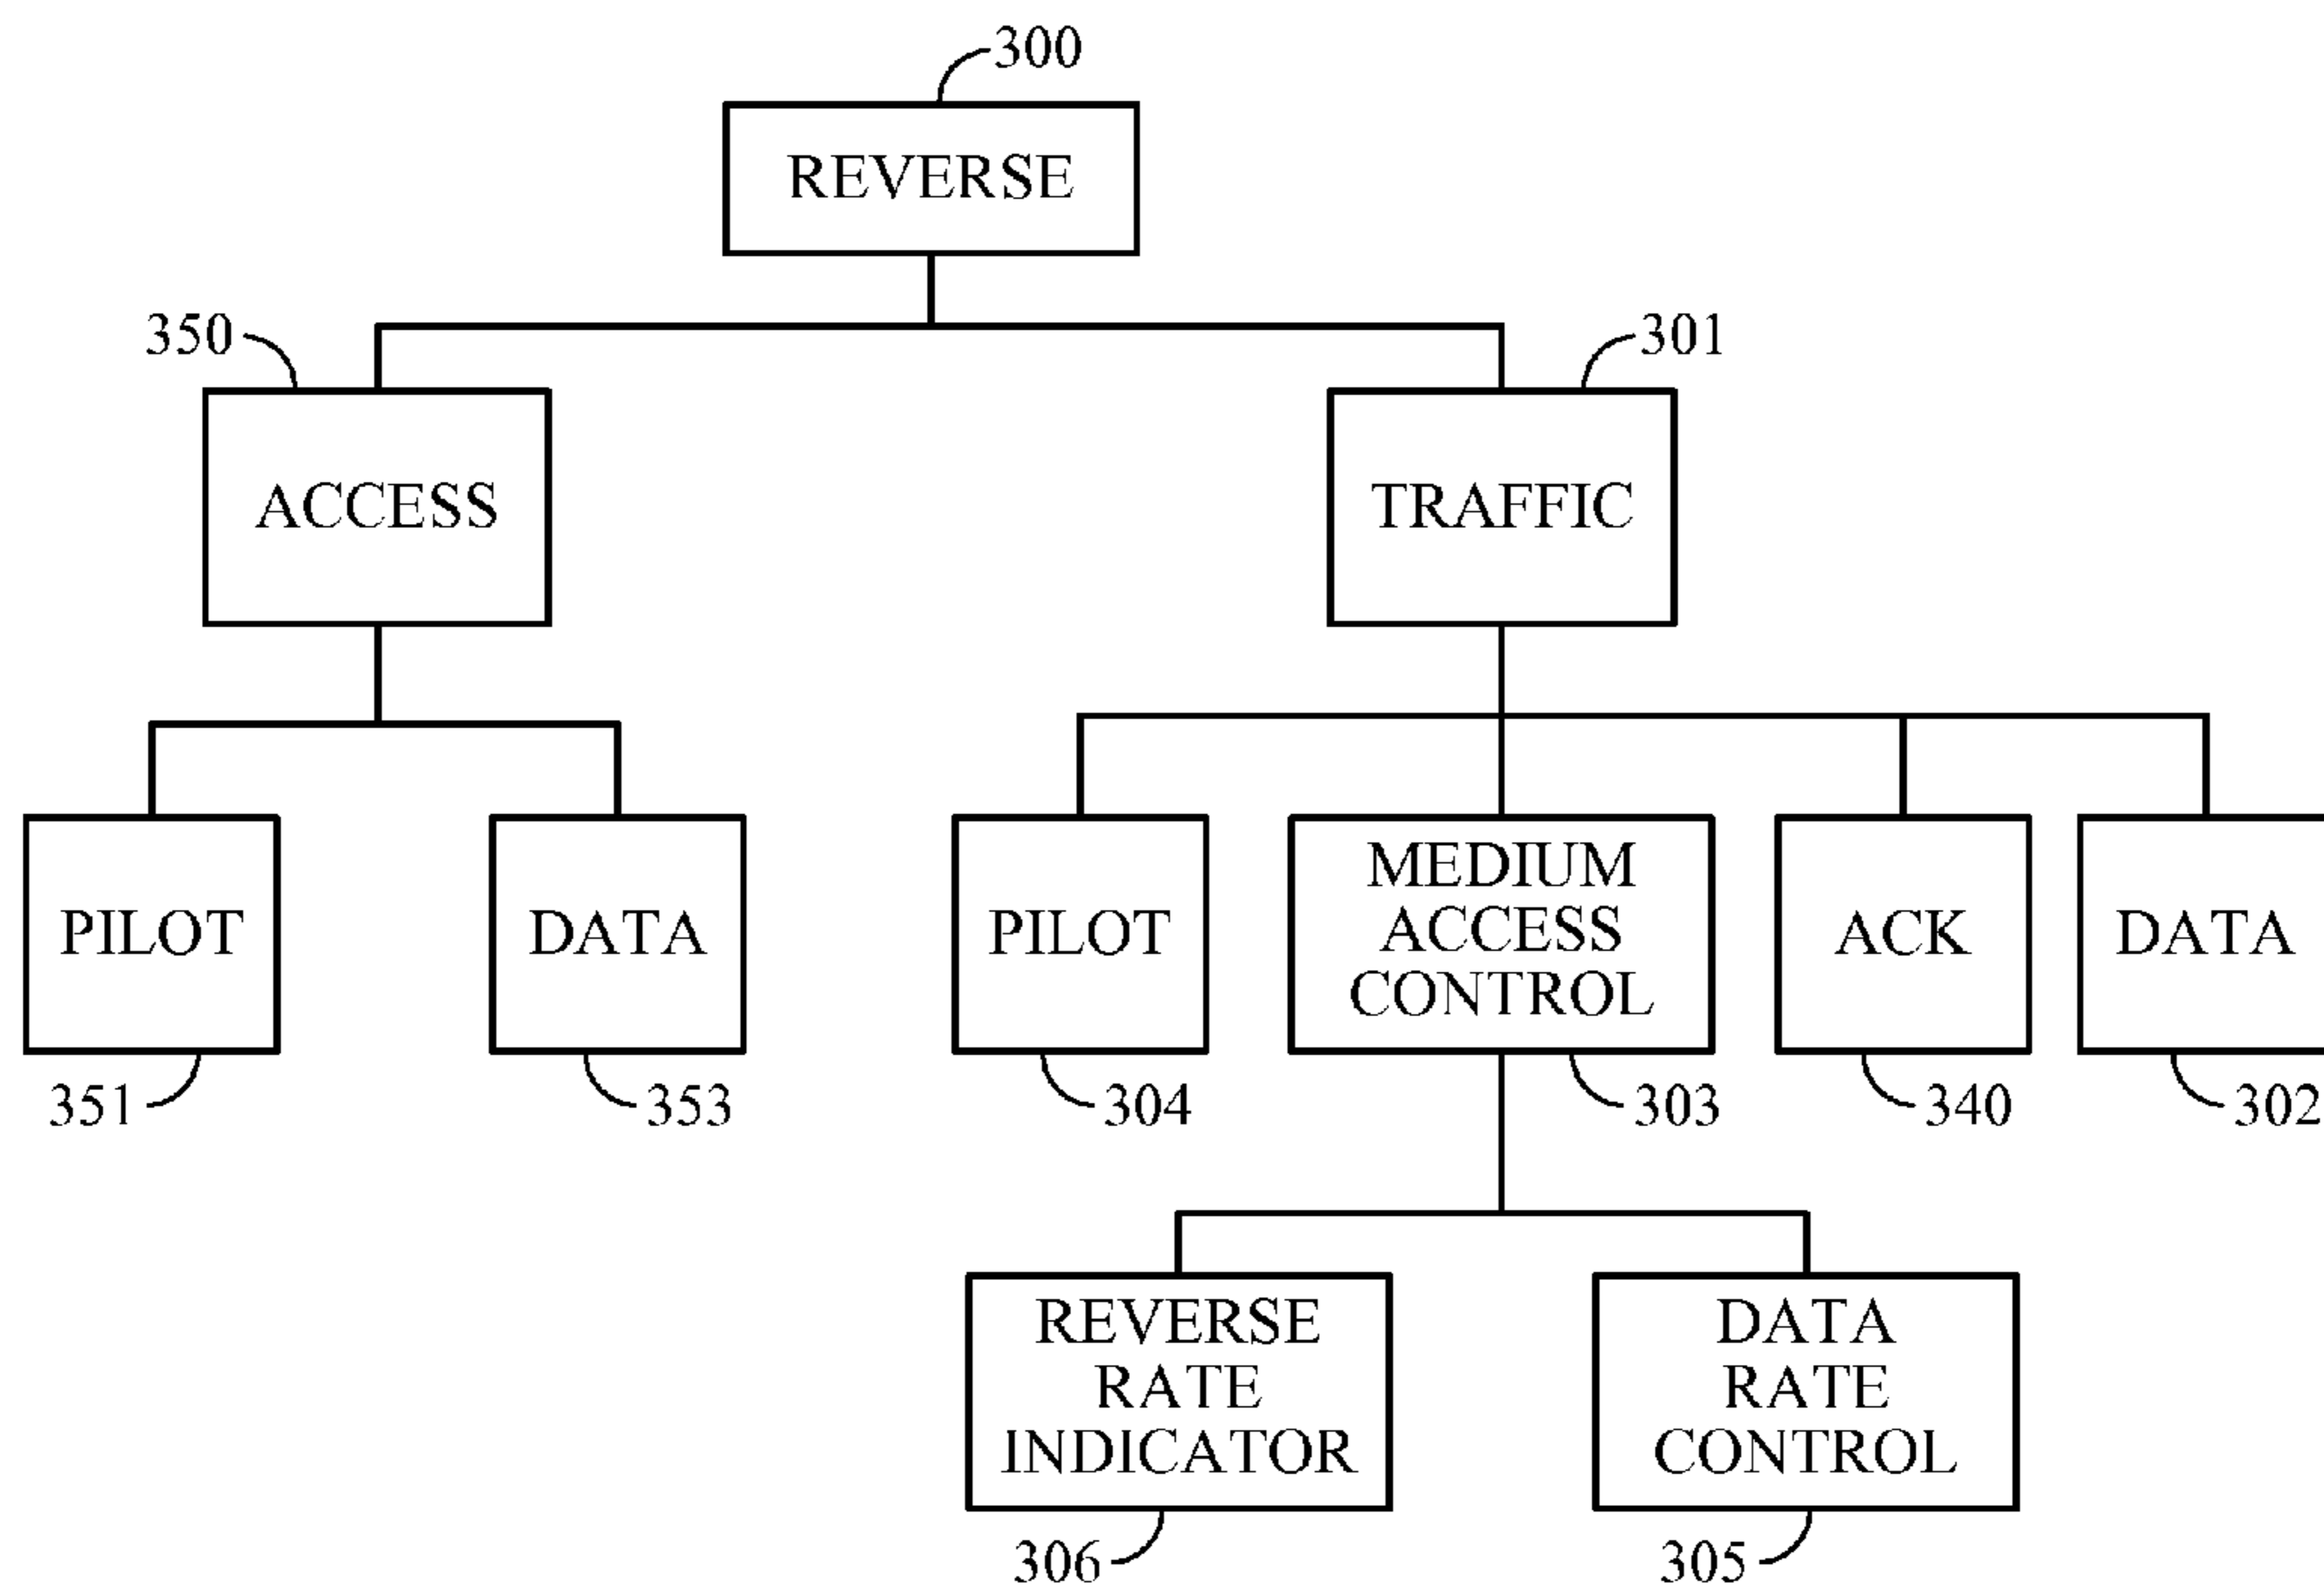 300
REVERSE
350
301
ACCESS
TRAFFIC
PILOT
DATA
PILOT
MEDIUM
ACCESS
CONTROL
ACK
DATA
351
353
304
303
340
302
REVERSE
RATE
INDICATOR
DATA
RATE
CONTROL
306
305